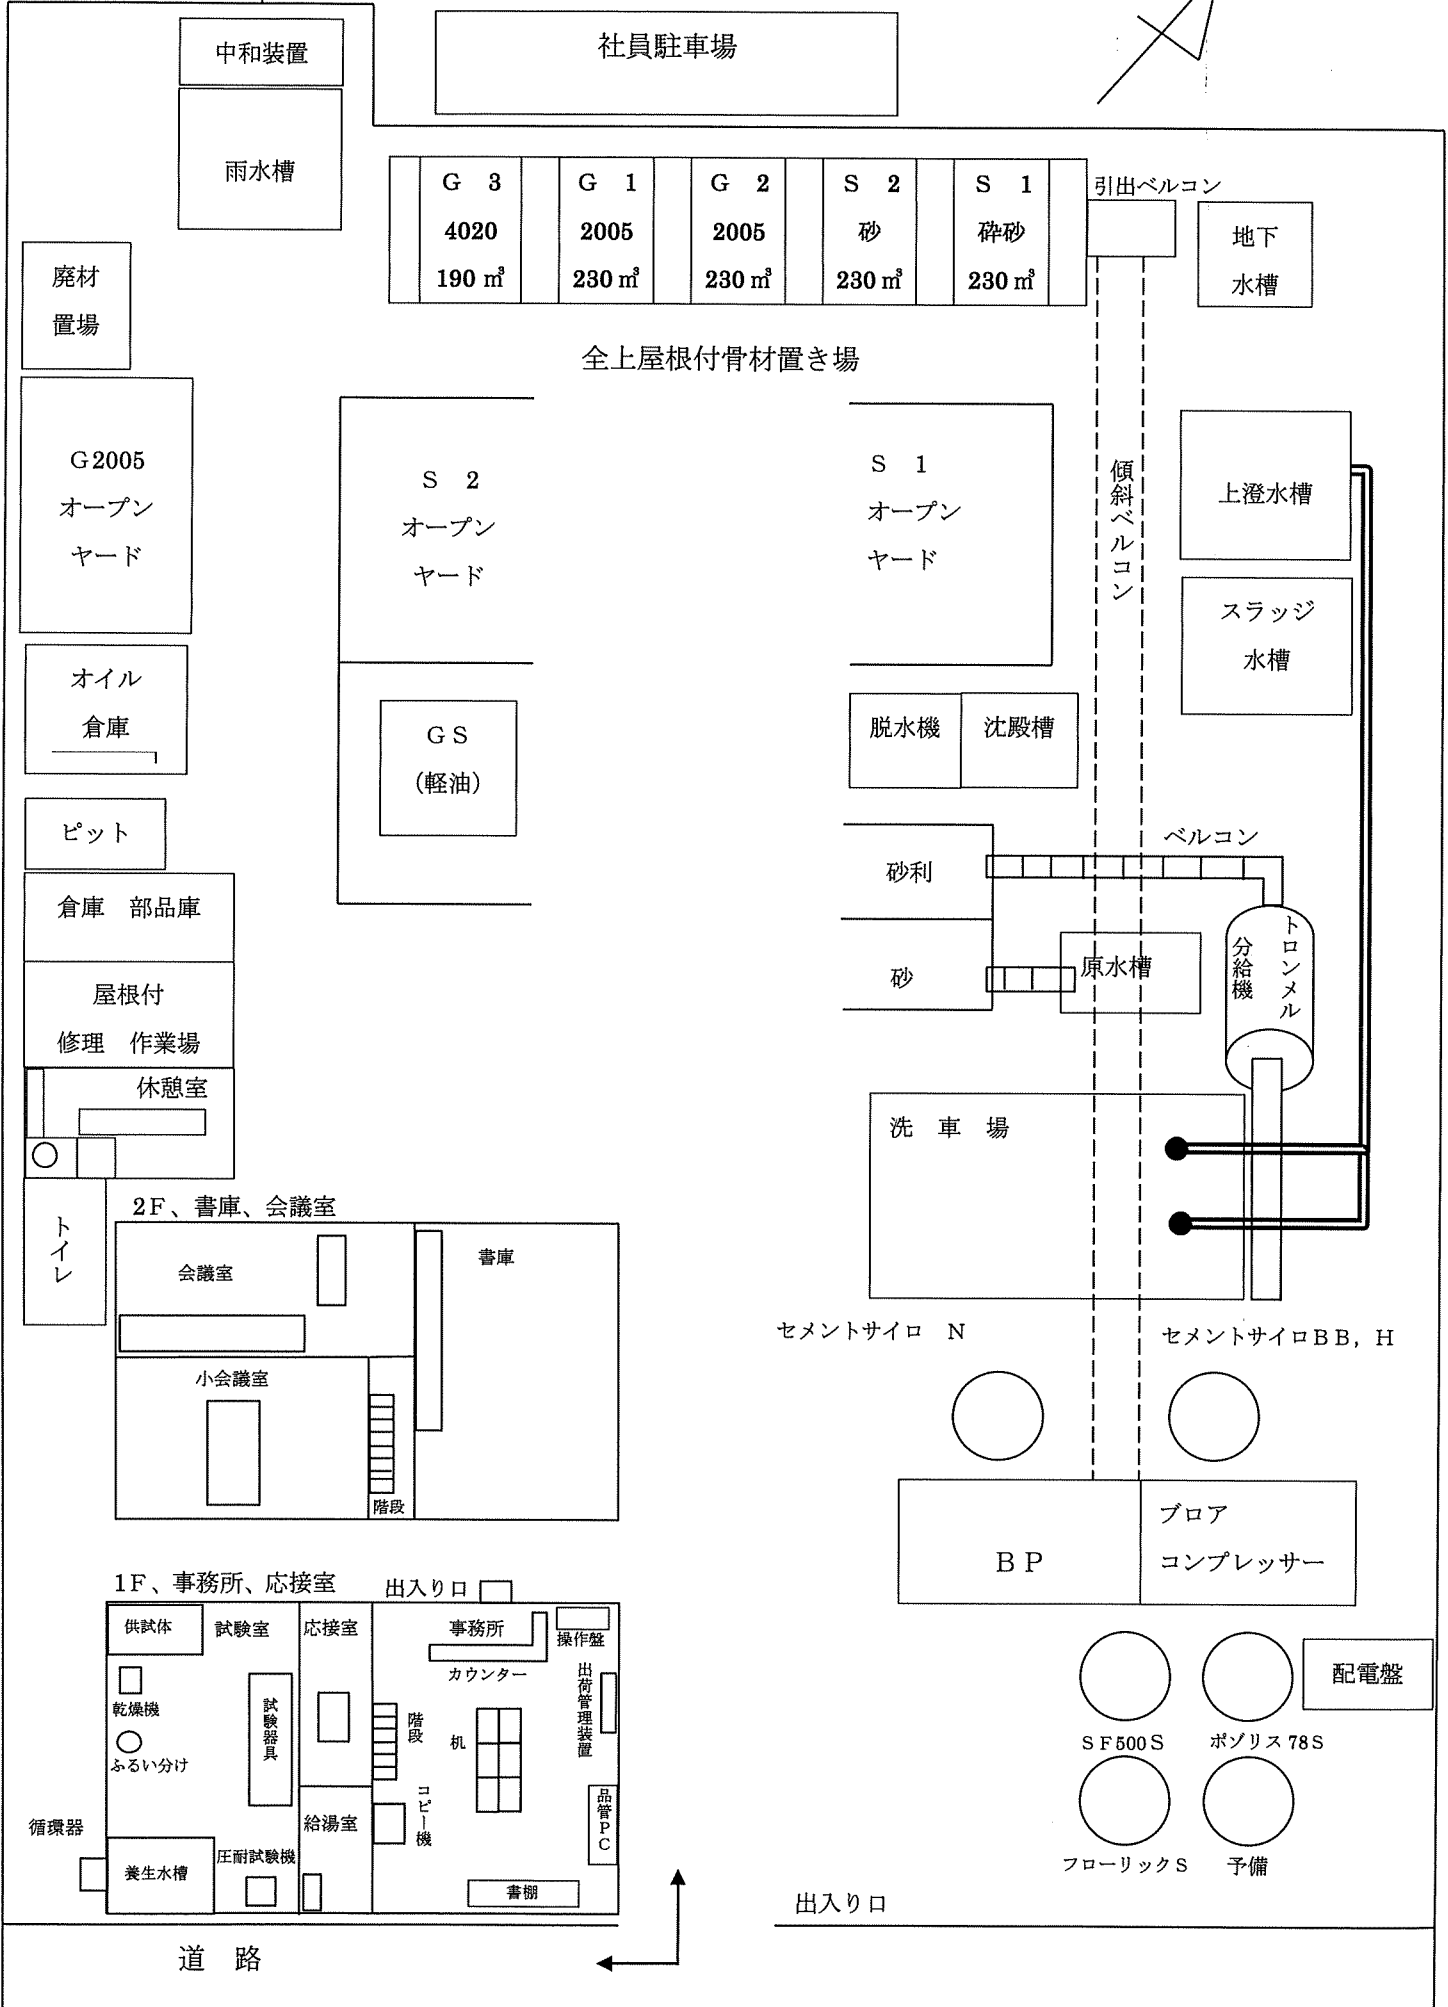 中和装置
社員駐車場
雨水槽
G 3
4020
190 ㎥
G 1
2005
230 ㎥
G 2
2005
230 ㎥
S 2
砂
230 ㎥
S 1
砕砂
230 ㎥
引出ベルコン
地下
水槽
廃材
置場
全上屋根付骨材置き場
G2005
オープン
ヤード
S 2
オープン
ヤード
S 1
オープン
ヤード
傾斜ベルコン
上澄水槽
スラッジ
水槽
オイル
倉庫
GS
(軽油)
脱水機
沈殿槽
ピット
ベルコン
砂利
倉庫 部品庫
砂
原水槽
トロンメル
分給機
屋根付
修理 作業場
休憩室
洗 車 場
トイレ
2F、書庫、会議室
会議室
書庫
小会議室
階段
セメントサイロ N
セメントサイロBB, H
BP
ブロア
コンプレッサー
1F、事務所、応接室
出入り口
供試体
試験室
応接室
事務所
操作盤
カウンター
乾燥機
試験器具
階段
机
出荷管理装置
ふるい分け
コピー機
品管PC
循環器
養生水槽
圧耐試験機
給湯室
書棚
配電盤
SF500S
ポゾリス78S
フローリックS
予備
出入り口
道 路